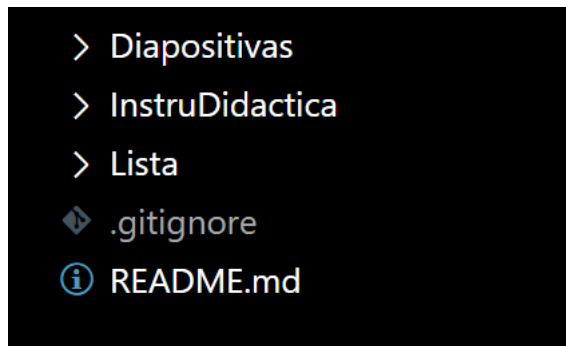 Diapositivas
InstruDidactica
Lista
.gitignore
README.md